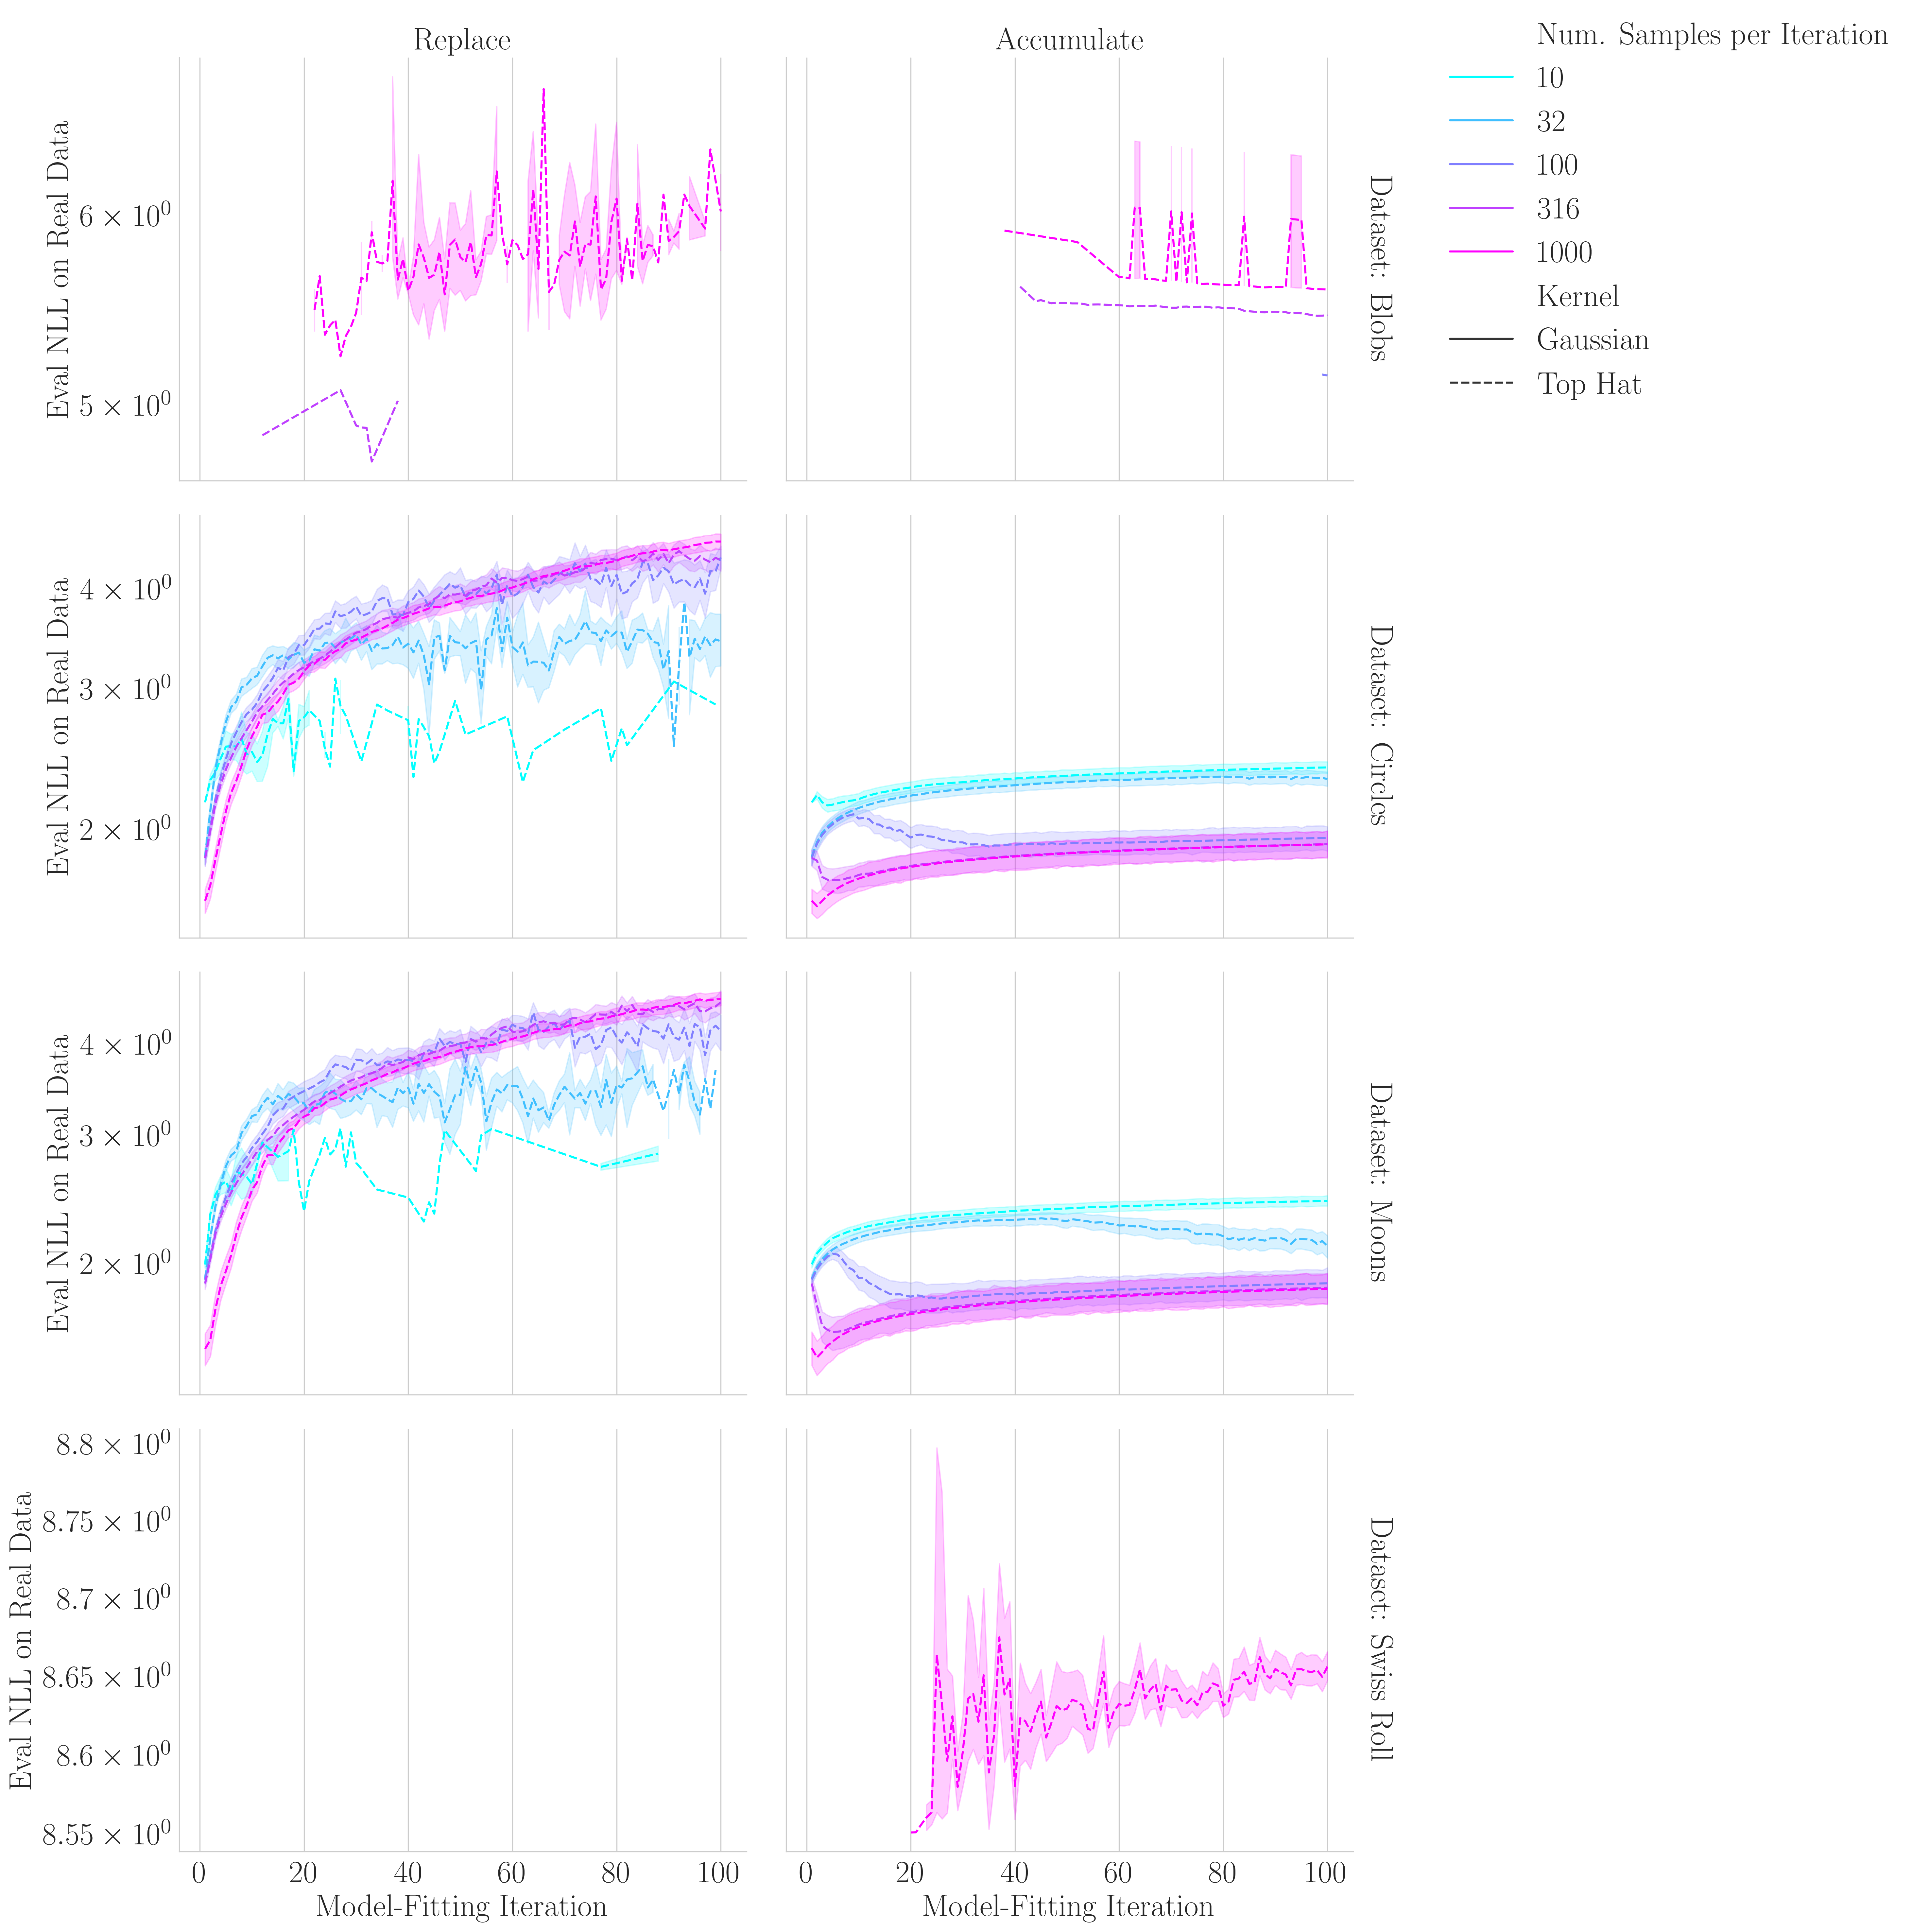 Replace
Accumulate
Num. Samples per Iteration
10
32
100
316
1000
Kernel
Gaussian
Top Hat
Eval NLL on Real Data
6 × 10⁰
5 × 10⁰
Dataset: Blobs
Eval NLL on Real Data
4 × 10⁰
3 × 10⁰
2 × 10⁰
Dataset: Circles
Eval NLL on Real Data
4 × 10⁰
3 × 10⁰
2 × 10⁰
Dataset: Moons
Eval NLL on Real Data
8.8 × 10⁰
8.75 × 10⁰
8.7 × 10⁰
8.65 × 10⁰
8.6 × 10⁰
8.55 × 10⁰
Dataset: Swiss Roll
0 20 40 60 80 100
0 20 40 60 80 100
Model-Fitting Iteration
Model-Fitting Iteration